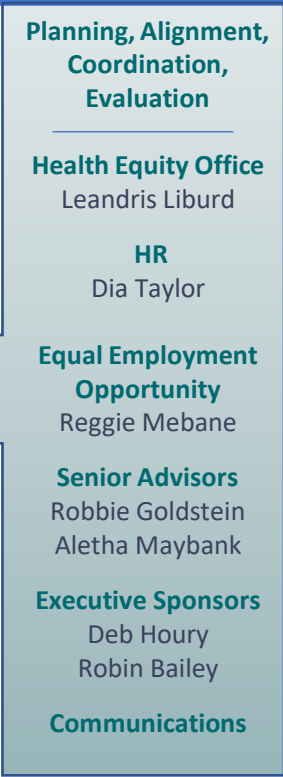 Planning, Alignment,
Coordination,
Evaluation
Health Equity Office
Leandris Liburd
HR
Dia Taylor
Equal Employment
Opportunity
Reggie Mebane
Senior Advisors
Robbie Goldstein
Aletha Maybank
Executive Sponsors
Deb Houry
Robin Bailey
Communications